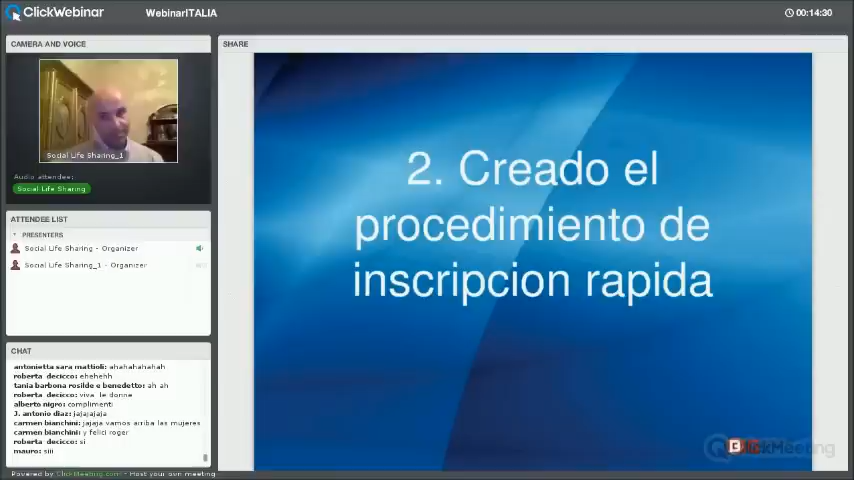 ClickWebinar
WebinarITALIA
00:14:30
CAMERA AND VOICE
Social Life Sharing_1
Audio attendee:
Social Life Sharing
ATTENDEE LIST
PRESENTERS
Social Life Sharing - Organizer
Social Life Sharing_1 - Organizer
CHAT
antonietta sara mattioli: ahahahahahah
roberta decicco: ehehehh
tania barbona rosilde e benedetto: ah ah
roberta decicco: viva le donne
alberto nigro: complimenti
J. antonio diaz: jajajajaja
carmen bianchini: jajaja vamos arriba las mujeres
carmen bianchini: y felici roger
roberta decicco: si
mauro: siii
Powered by ClickMeeting.com - Host your own meeting
SHARE
2. Creado el
procedimiento de
inscripcion rapida
ClickMeeting